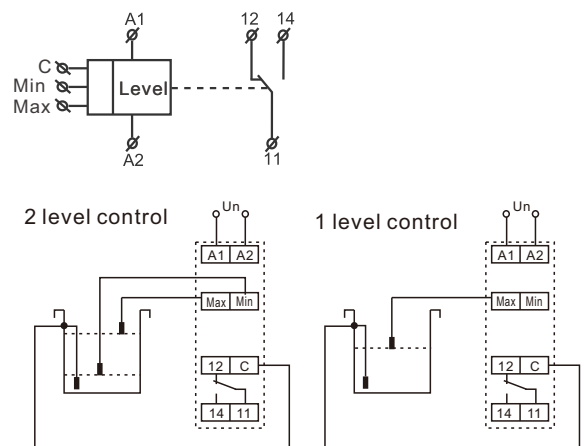 A1
12 14
C
Min
Max
Level
A2
11
2 level control
Un
A1 A2
Max Min
12 C
14 11
1 level control
Un
A1 A2
Max Min
12 C
14 11